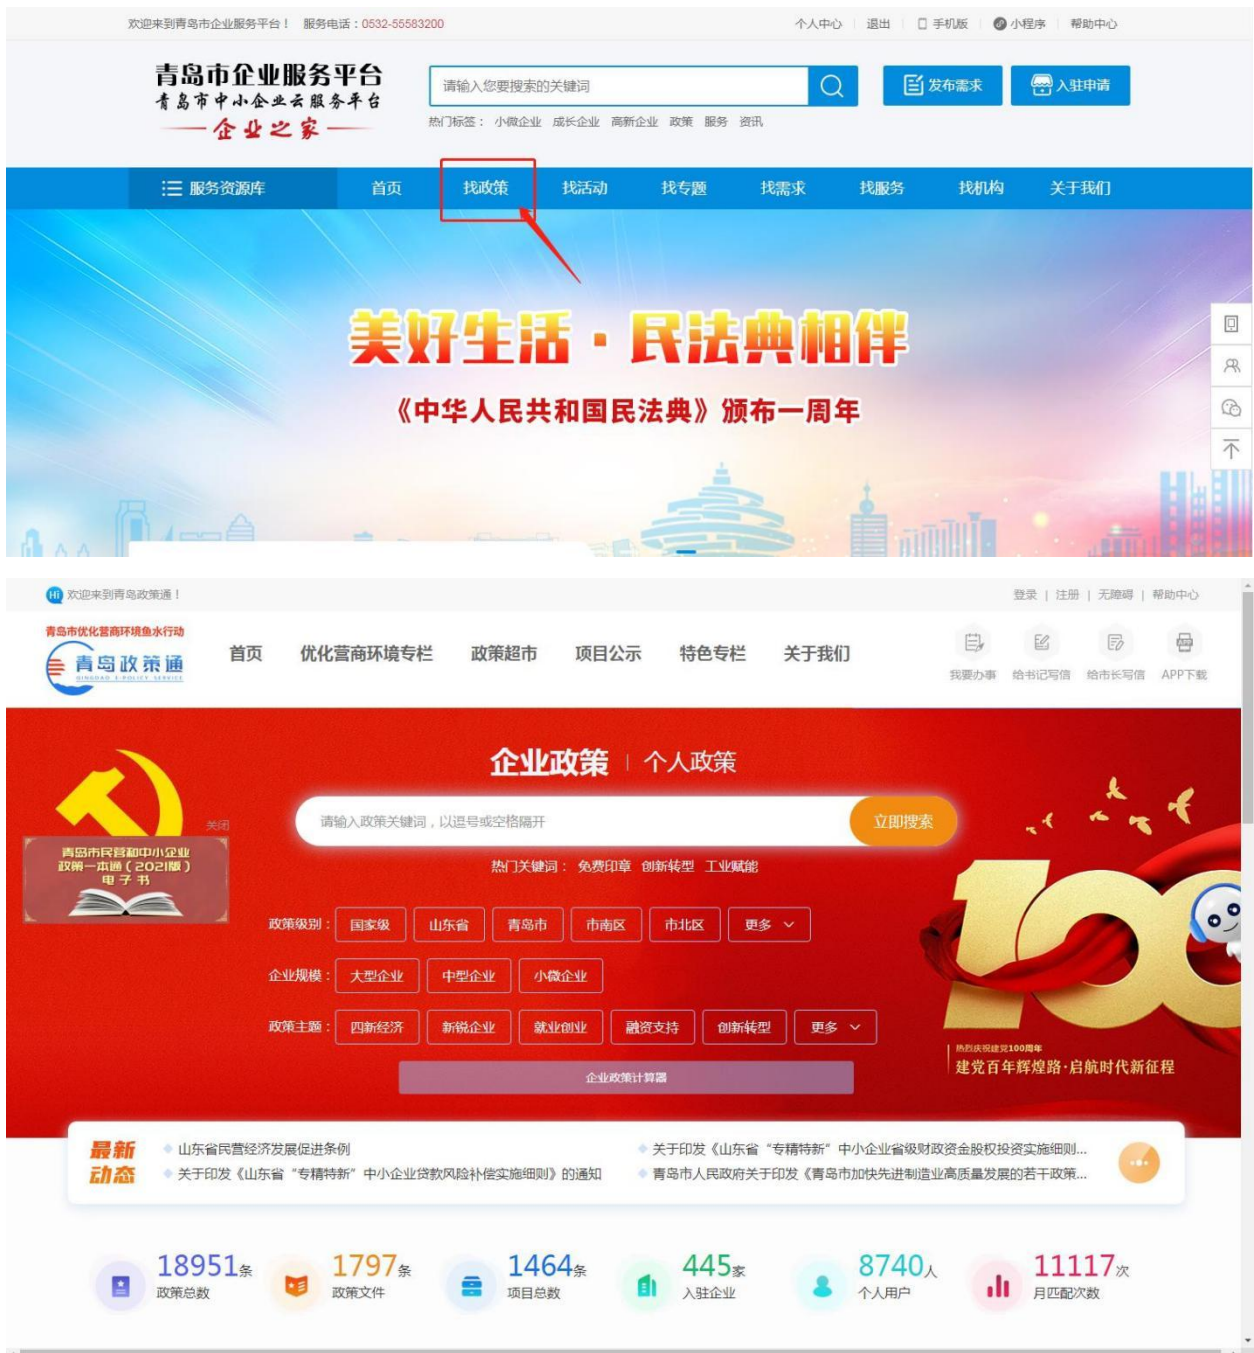 欢迎来到青岛市企业服务平台！ 服务电话：0532-55583200 个人中心 退出 手机版 小程序 帮助中心
青岛市企业服务平台
青岛市中小企业云服务平台
企业之家
请输入您要搜索的关键词
发布需求 入驻申请
热门标签： 小微企业 成长企业 高新企业 政策 服务 资讯
服务资源库 首页 找政策 找活动 找专题 找需求 找服务 找机构 关于我们
美好生活·民法典相伴
《中华人民共和国民法典》颁布一周年
Hi 欢迎来到青岛政策通！ 登录 | 注册 | 无障碍 | 帮助中心
青岛市优化营商环境鱼水行动
青岛政策通
QINGDAO E-POLICY SERVICE
首页 优化营商环境专栏 政策超市 项目公示 特色专栏 关于我们
我要办事 给书记写信 给市长写信 APP下载
企业政策 | 个人政策
请输入政策关键词，以逗号或空格隔开 立即搜索
关闭
青岛市民营和中小企业
政策一本通（2021版）
电子书
热门关键词： 免费印章 创新转型 工业赋能
政策级别： 国家级 山东省 青岛市 市南区 市北区 更多
企业规模： 大型企业 中型企业 小微企业
政策主题： 四新经济 新锐企业 就业创业 融资支持 创新转型 更多
企业政策计算器
100
热烈庆祝建党100周年
建党百年辉煌路·启航时代新征程
最新
动态
山东省民营经济发展促进条例
关于印发《山东省“专精特新”中小企业省级财政资金股权投资实施细则...
关于印发《山东省“专精特新”中小企业贷款风险补偿实施细则》的通知
青岛市人民政府关于印发《青岛市加快先进制造业高质量发展的若干政策...
18951条 1797条 1464条 445家 8740人 11117次
政策总数 政策文件 项目总数 入驻企业 个人用户 月匹配次数